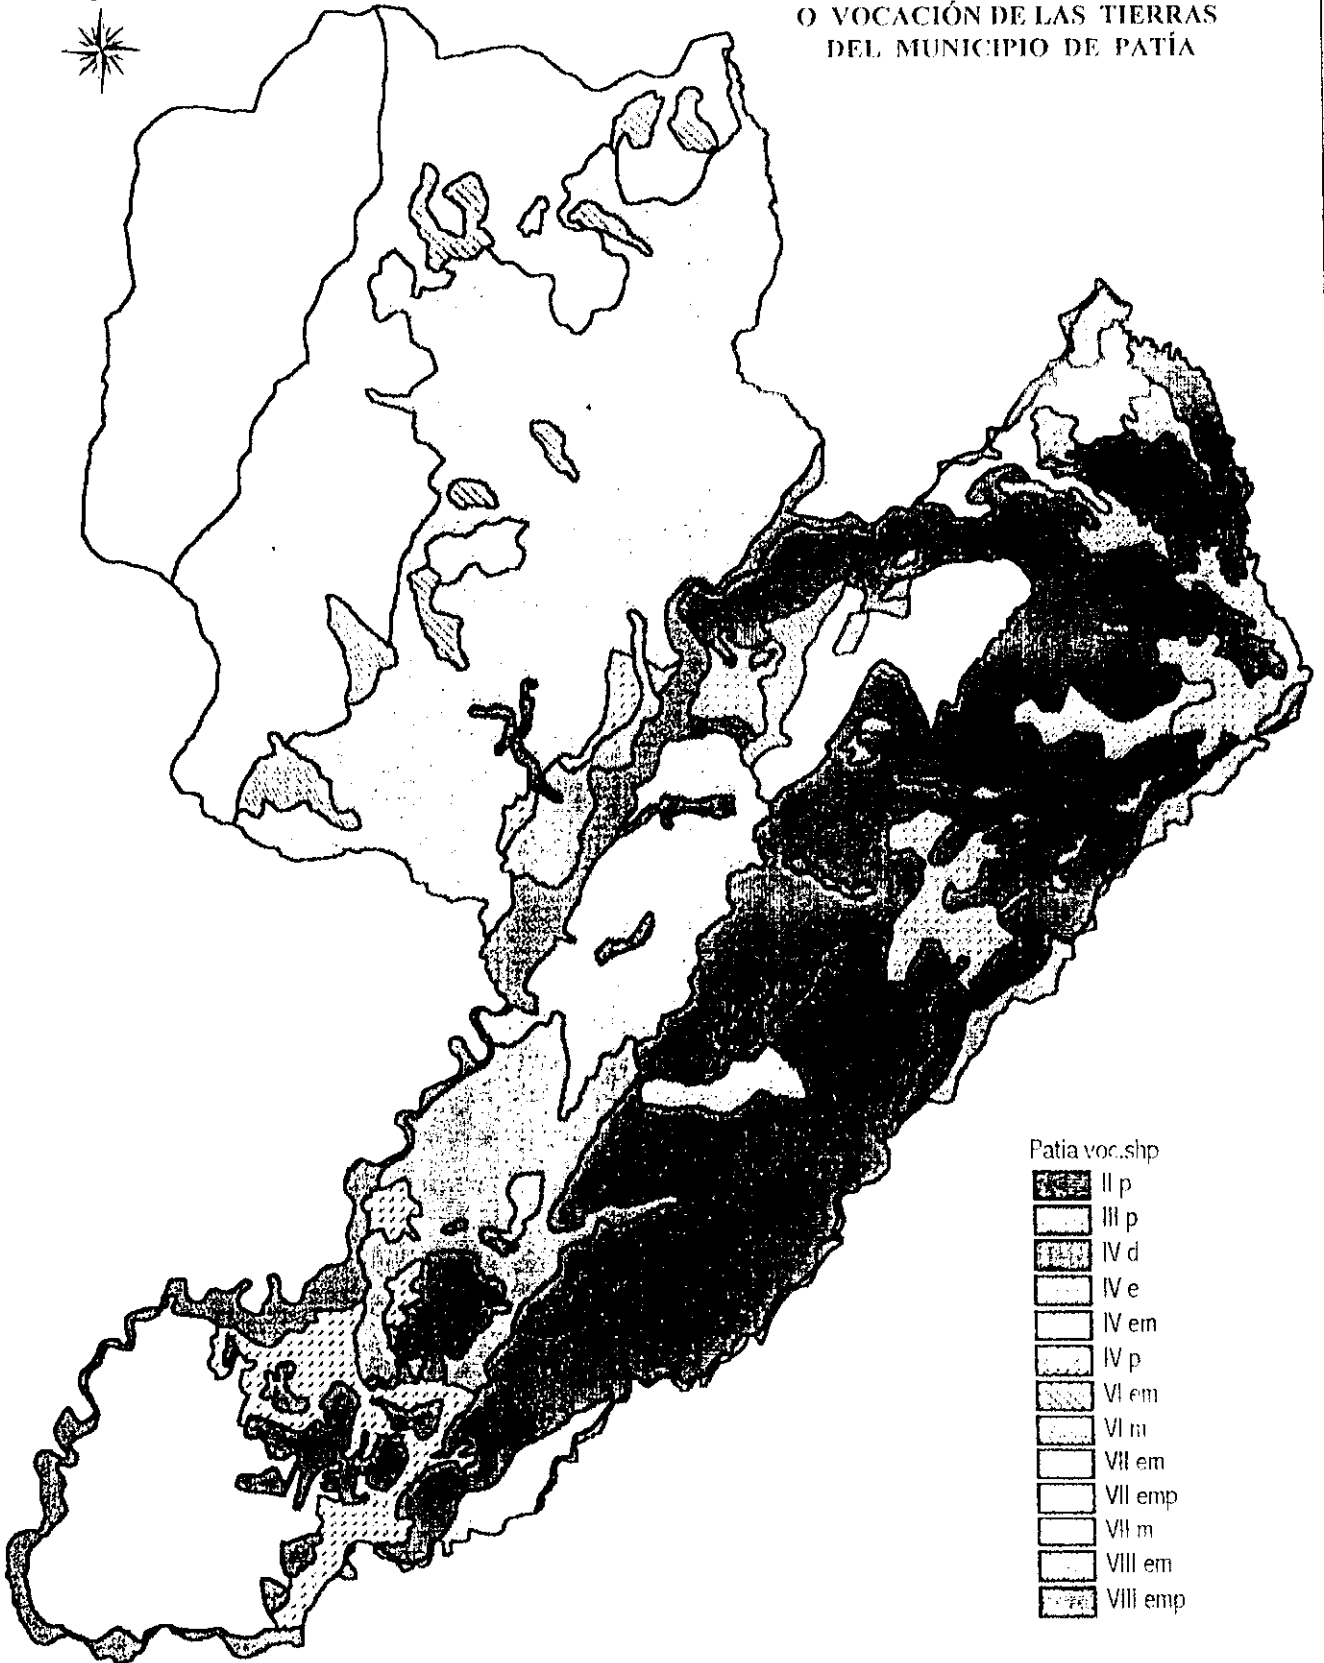 O VOCACIÓN DE LAS TIERRAS
DEL MUNICIPIO DE PATÍA
Patia voc.shp
II p
III p
IV d
IV e
IV em
IV p
VI em
VI m
VII em
VII emp
VII m
VIII em
VIII emp